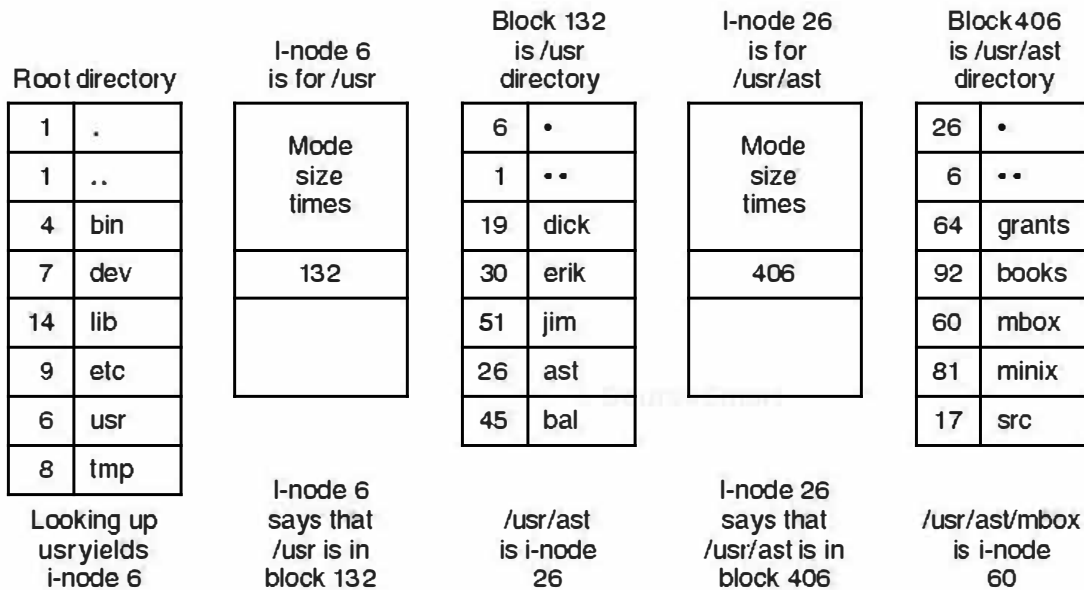 Root directory
1 .
1 ..
4 bin
7 dev
14 lib
9 etc
6 usr
8 tmp
Looking up
usr yields
i-node 6
I-node 6
is for /usr
Mode
size
times
132
I-node 6
says that
/usr is in
block 132
Block 132
is /usr
directory
6 •
1 ••
19 dick
30 erik
51 jim
26 ast
45 bal
/usr/ast
is i-node
26
I-node 26
is for
/usr/ast
Mode
size
times
406
I-node 26
says that
/usr/ast is in
block 406
Block 406
is /usr/ast
directory
26 •
6 ••
64 grants
92 books
60 mbox
81 minix
17 src
/usr/ast/mbox
is i-node
60